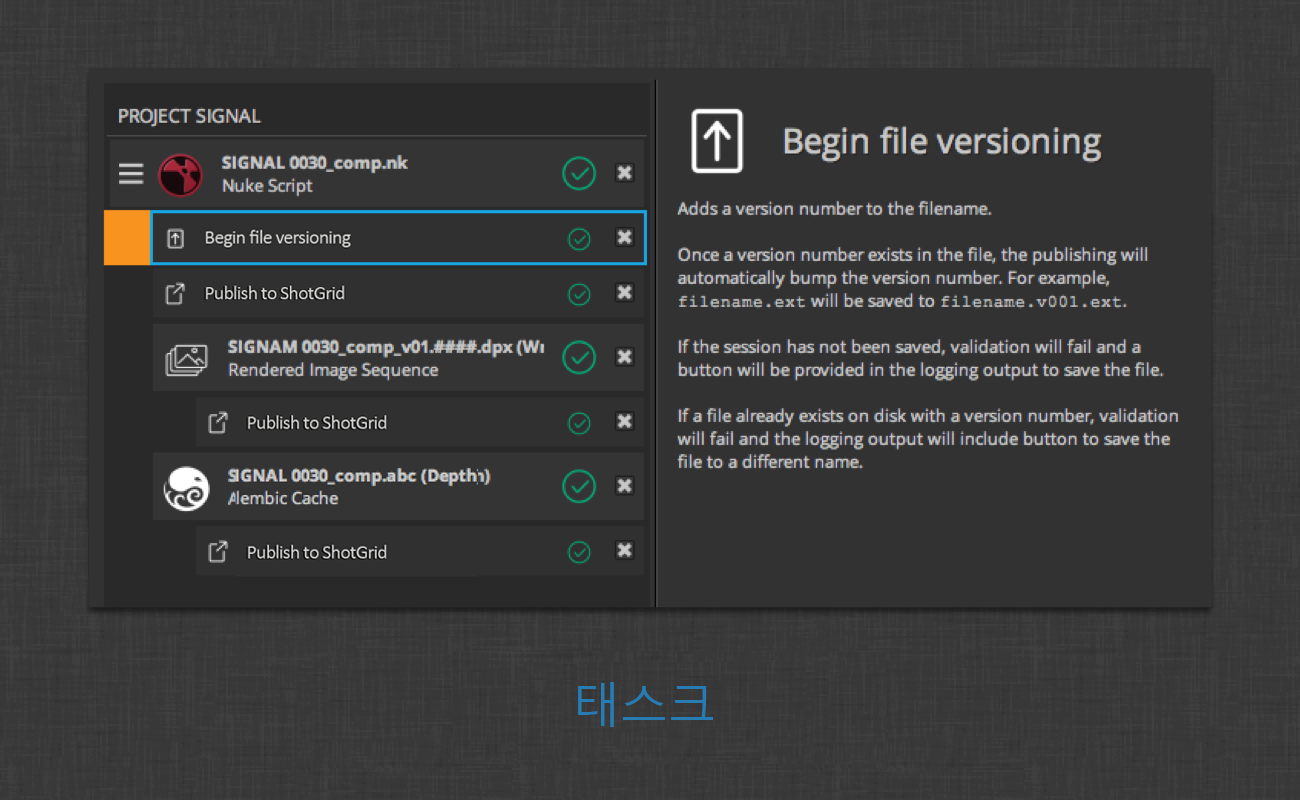 PROJECT SIGNAL
SIGNAL 0030_comp.nk
Nuke Script
Begin file versioning
Publish to ShotGrid
SIGNAM 0030_comp_v01.####.dpx (Wr
Rendered Image Sequence
Publish to ShotGrid
SIGNAL 0030_comp.abc (Depth)
Alembic Cache
Publish to ShotGrid
Begin file versioning
Adds a version number to the filename.
Once a version number exists in the file, the publishing will
automatically bump the version number. For example,
filename.ext will be saved to filename.v001.ext.
If the session has not been saved, validation will fail and a
button will be provided in the logging output to save the file.
If a file already exists on disk with a version number, validation
will fail and the logging output will include button to save the
file to a different name.
태스크